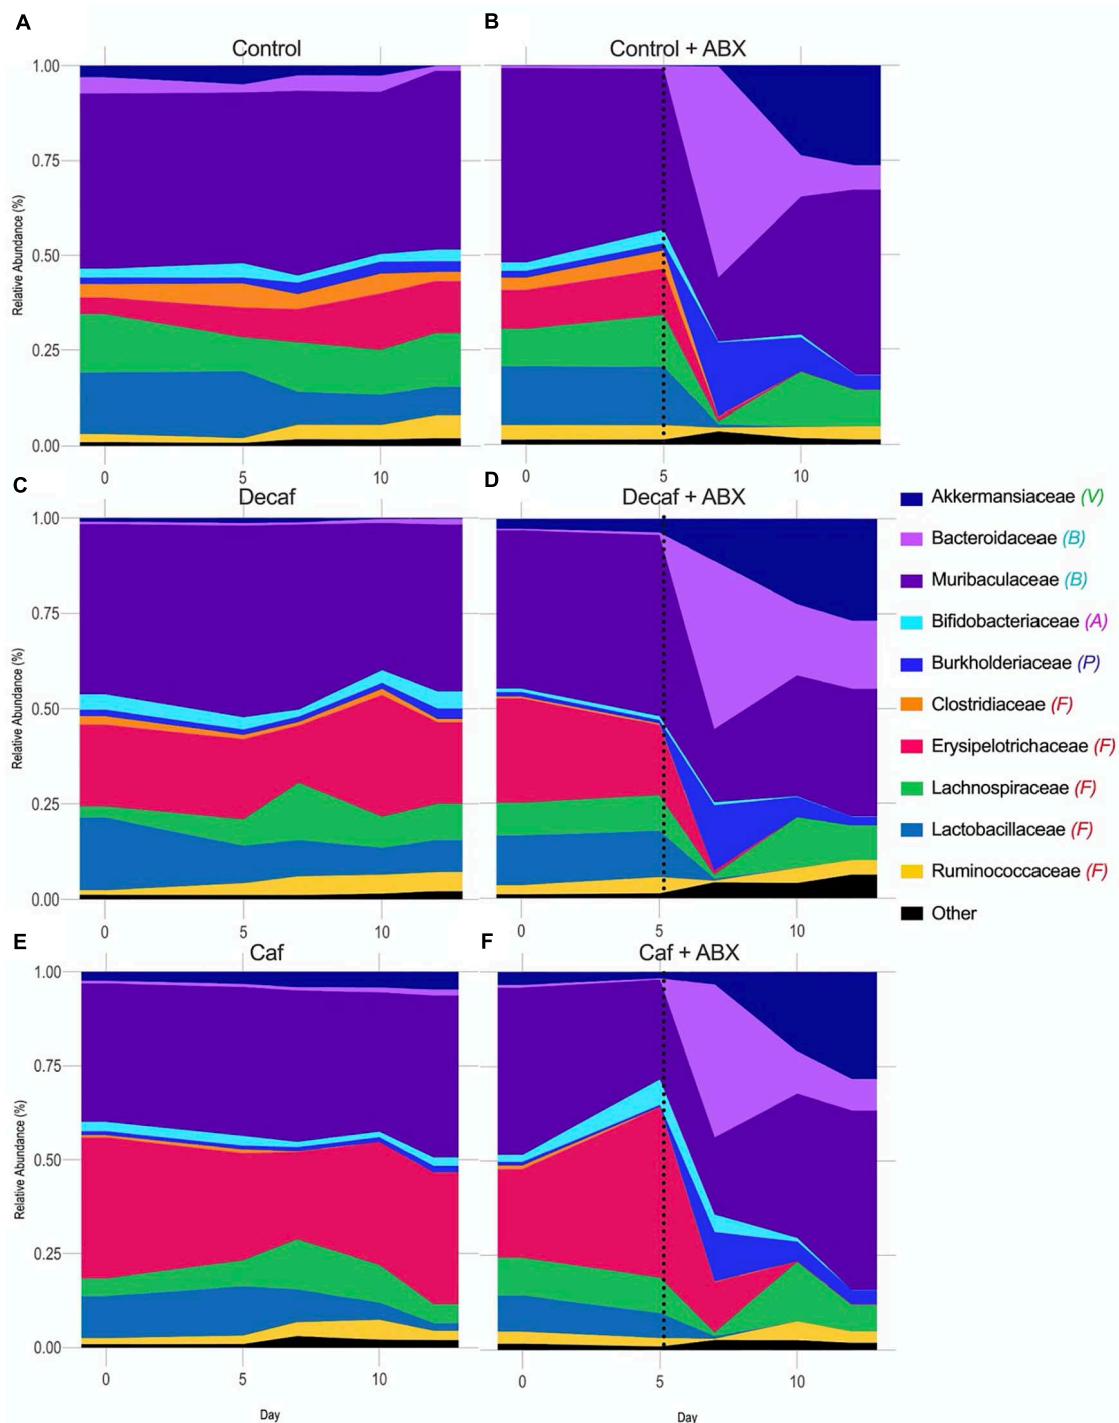 A
Control
B
Control + ABX
1.00
0.75
0.50
0.25
0.00
Relative Abundance (%)
0 5 10
0 5 10
C
Decaf
D
Decaf + ABX
1.00
0.75
0.50
0.25
0.00
Relative Abundance (%)
0 5 10
0 5 10
Akkermansiaceae (V)
Bacteroidaceae (B)
Muribaculaceae (B)
Bifidobacteriaceae (A)
Burkholderiaceae (P)
Clostridiaceae (F)
Erysipelotrichaceae (F)
Lachnospiraceae (F)
Lactobacillaceae (F)
Ruminococcaceae (F)
Other
E
Caf
F
Caf + ABX
1.00
0.75
0.50
0.25
0.00
Relative Abundance (%)
0 5 10
0 5 10
Day
Day